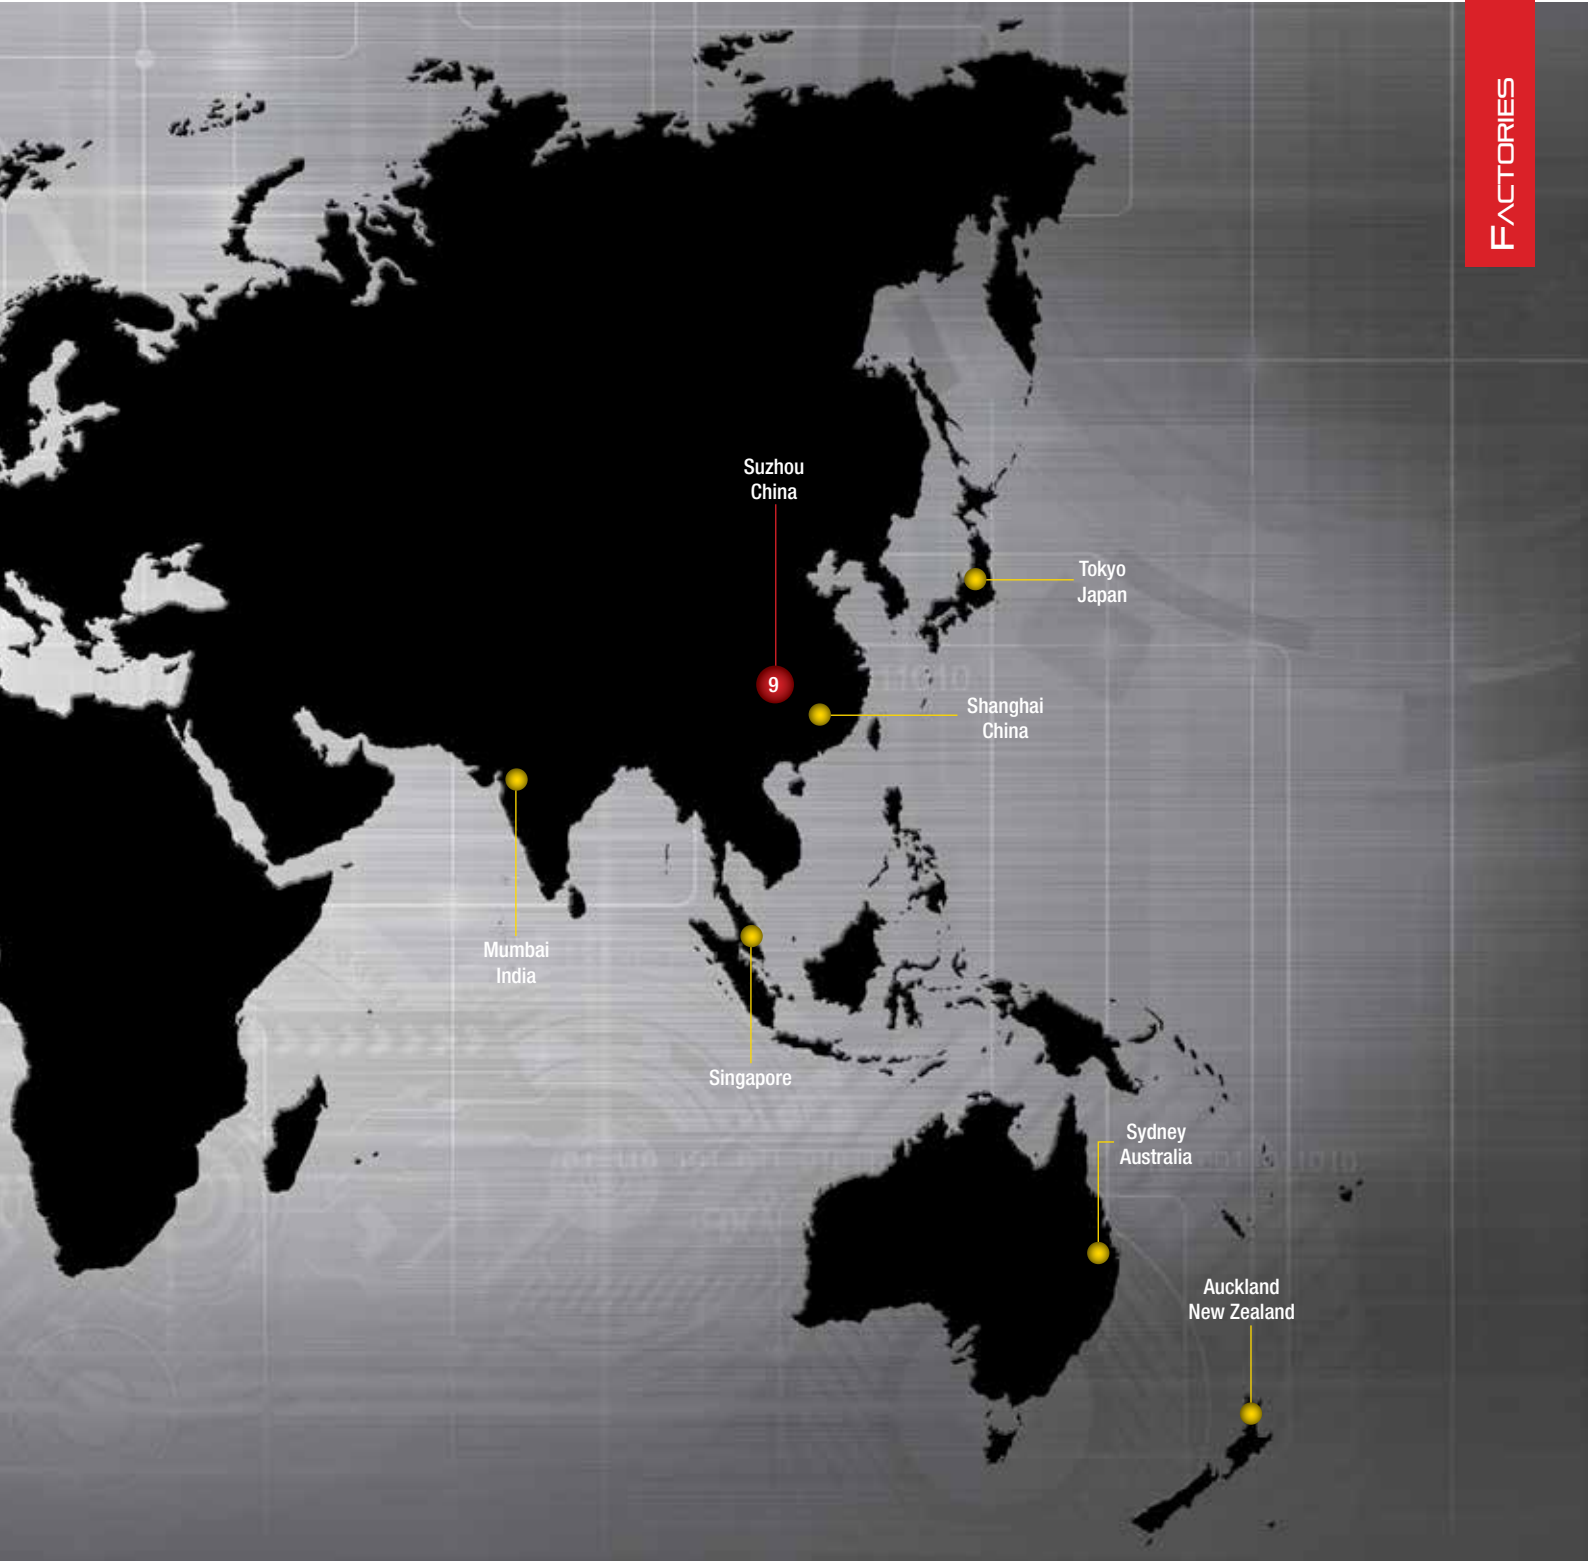 FACTORIES
Suzhou
China
Tokyo
Japan
9
Shanghai
China
Mumbai
India
Singapore
Sydney
Australia
Auckland
New Zealand